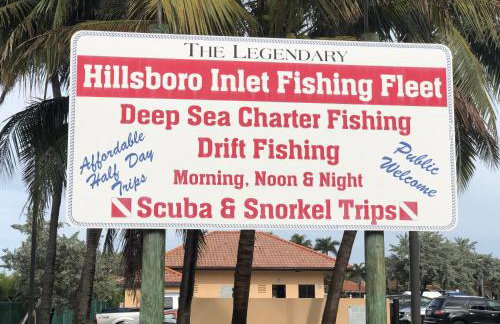 The Legendary
Hillsboro Inlet Fishing Fleet
Deep Sea Charter Fishing
Drift Fishing
Affordable
Half Day
Trips
Public
Welcome
Morning, Noon & Night
Scuba & Snorkel Trips